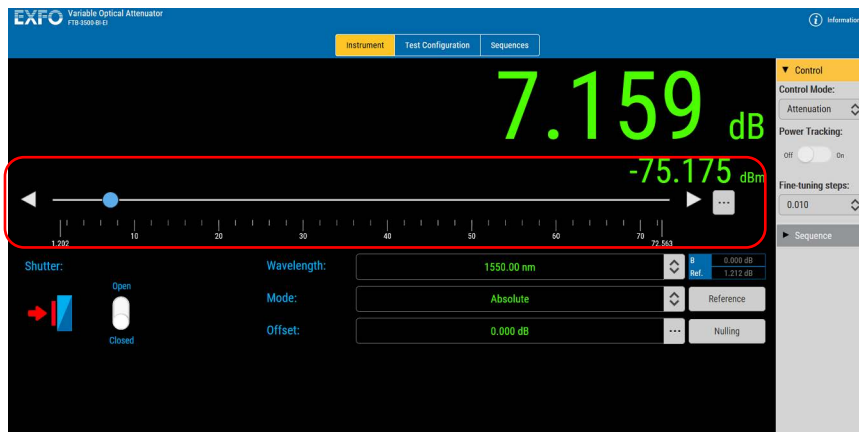 EXFO Variable Optical Attenuator
FTB-3500-BI-EI
Information
Instrument Test Configuration Sequences
7.159 dB
-75.175 dBm
1.202 10 20 30 40 50 60 70 72.563
Shutter:
Open
Closed
Wavelength: 1550.00 nm
B 0.000 dB
Ref. 1.212 dB
Mode: Absolute
Reference
Offset: 0.000 dB ...
Nulling
Control
Control Mode:
Attenuation
Power Tracking:
Off On
Fine-tuning steps:
0.010
Sequence